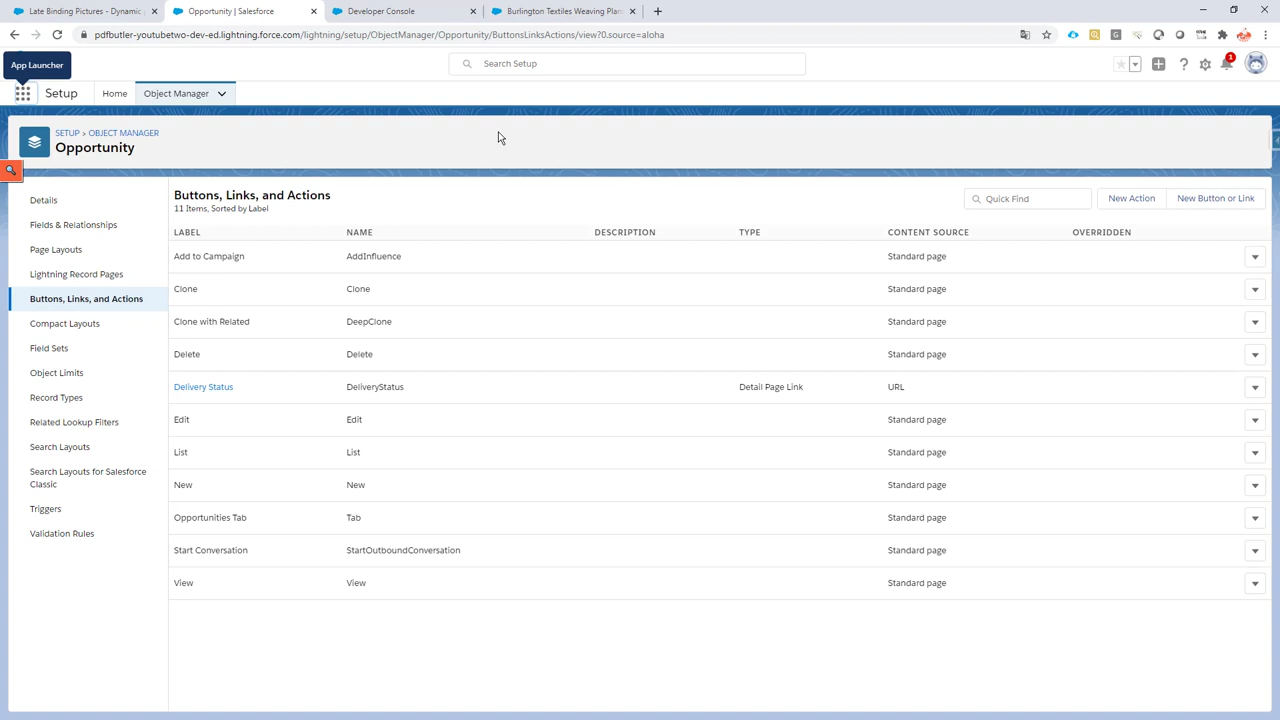 Late Binding Pictures - Dynamic
Opportunity | Salesforce
Developer Console
Burlington Textiles Weaving Plan
pdfbutler-youtubetwo-dev-ed.lightning.force.com/lightning/setup/ObjectManager/Opportunity/ButtonsLinksActions/view?0.source=aloha
App Launcher
Search Setup
1
Setup
Home
Object Manager
SETUP > OBJECT MANAGER
Opportunity
Details
Fields & Relationships
Page Layouts
Lightning Record Pages
Buttons, Links, and Actions
Compact Layouts
Field Sets
Object Limits
Record Types
Related Lookup Filters
Search Layouts
Search Layouts for Salesforce
Classic
Triggers
Validation Rules
Buttons, Links, and Actions
11 Items, Sorted by Label
Quick Find
New Action
New Button or Link
LABEL NAME DESCRIPTION TYPE CONTENT SOURCE OVERRIDDEN
Add to Campaign AddInfluence Standard page
Clone Clone Standard page
Clone with Related DeepClone Standard page
Delete Delete Standard page
Delivery Status DeliveryStatus Detail Page Link URL
Edit Edit Standard page
List List Standard page
New New Standard page
Opportunities Tab Tab Standard page
Start Conversation StartOutboundConversation Standard page
View View Standard page